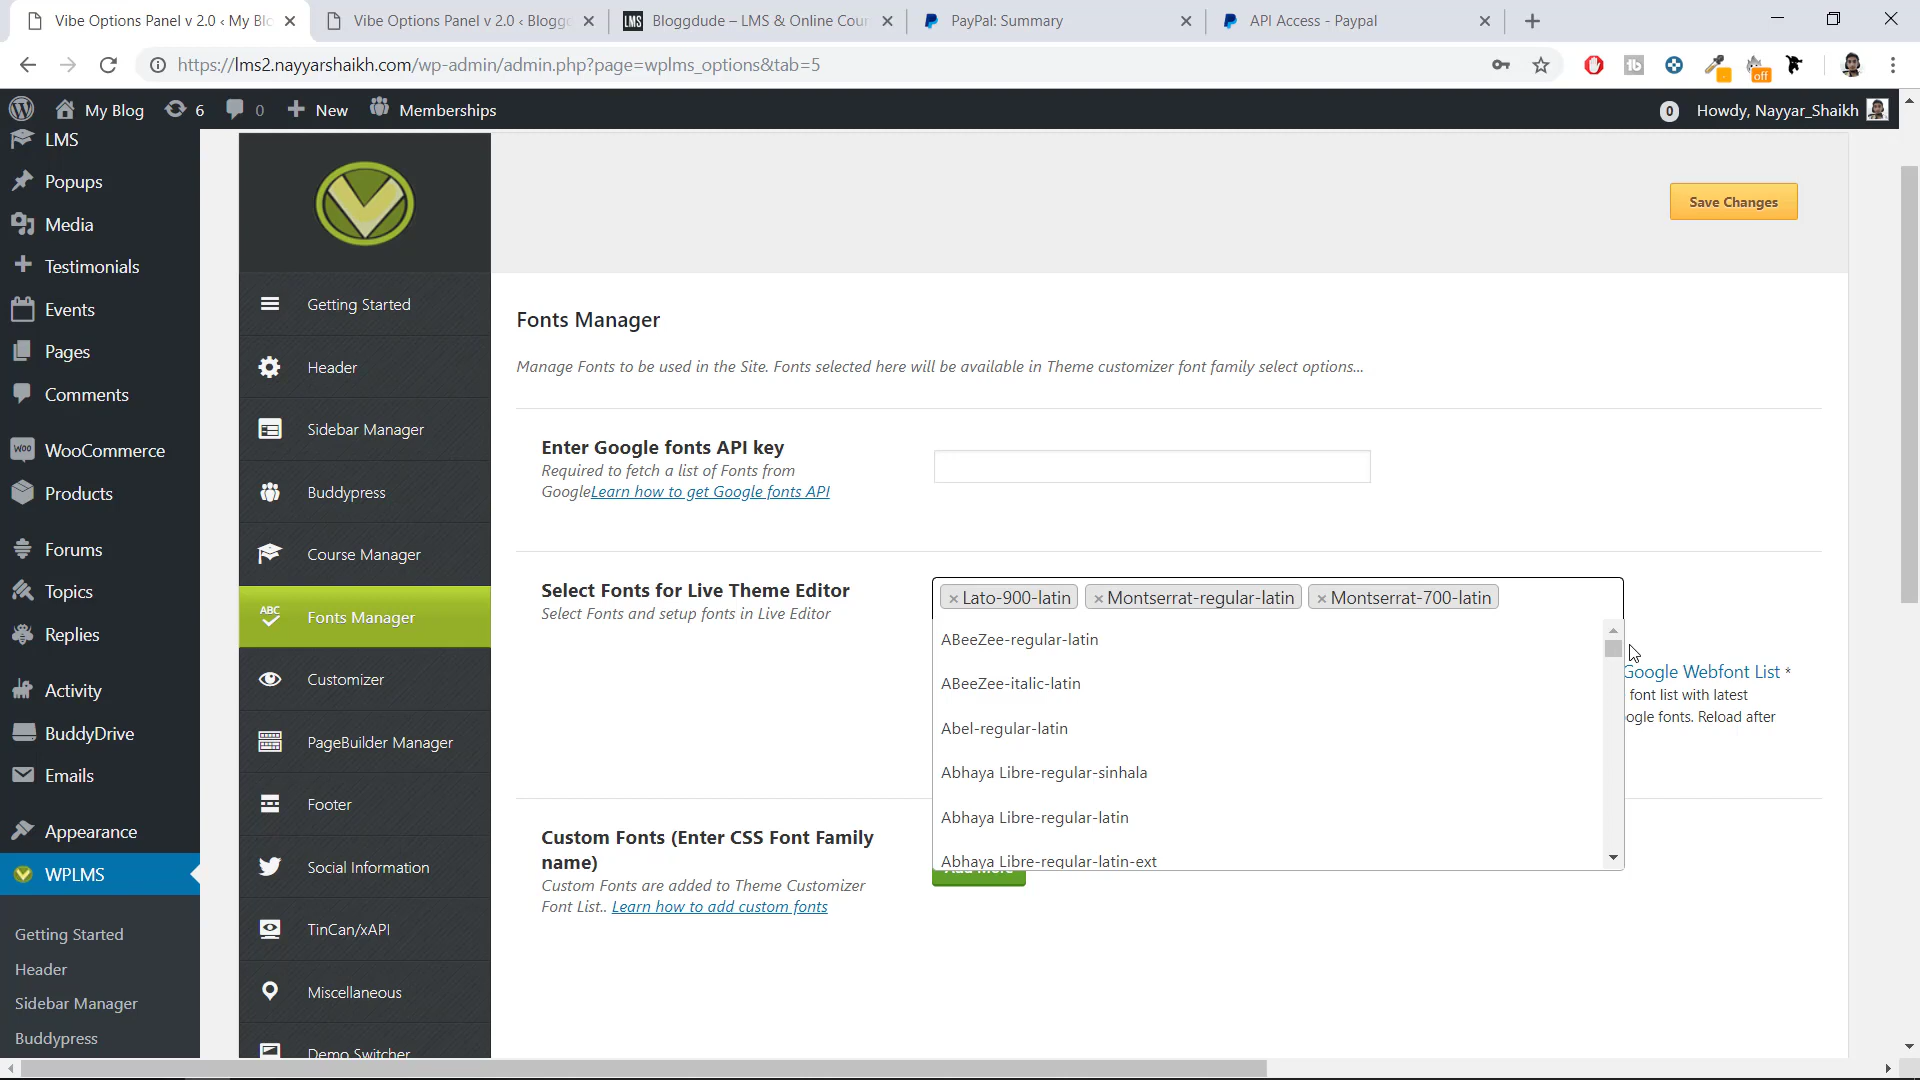 Vibe Options Panel v 2.0 ‹ My Blo
Vibe Options Panel v 2.0 ‹ Blogg
LMS
Bloggdude – LMS & Online Cour
PayPal: Summary
API Access - Paypal
https://lms2.nayyarshaikh.com/wp-admin/admin.php?page=wplms_options&tab=5
off
My Blog
6
0
New
Memberships
0
Howdy, Nayyar_Shaikh
LMS
Popups
Media
Testimonials
Events
Pages
Comments
WooCommerce
Products
Forums
Topics
Replies
Activity
BuddyDrive
Emails
Appearance
WPLMS
Getting Started
Header
Sidebar Manager
Buddypress
Getting Started
Header
Sidebar Manager
Buddypress
Course Manager
ABC
Fonts Manager
Customizer
PageBuilder Manager
Footer
Social Information
TinCan/xAPI
Miscellaneous
Demo Switcher
Save Changes
Fonts Manager
Manage Fonts to be used in the Site. Fonts selected here will be available in Theme customizer font family select options...
Enter Google fonts API key
Required to fetch a list of Fonts from
GoogleLearn how to get Google fonts API
Select Fonts for Live Theme Editor
Select Fonts and setup fonts in Live Editor
× Lato-900-latin
× Montserrat-regular-latin
× Montserrat-700-latin
ABeeZee-regular-latin
ABeeZee-italic-latin
Abel-regular-latin
Abhaya Libre-regular-sinhala
Abhaya Libre-regular-latin
Abhaya Libre-regular-latin-ext
Google Webfont List *
font list with latest
ogle fonts. Reload after
Custom Fonts (Enter CSS Font Family
name)
Custom Fonts are added to Theme Customizer
Font List.. Learn how to add custom fonts
Add More